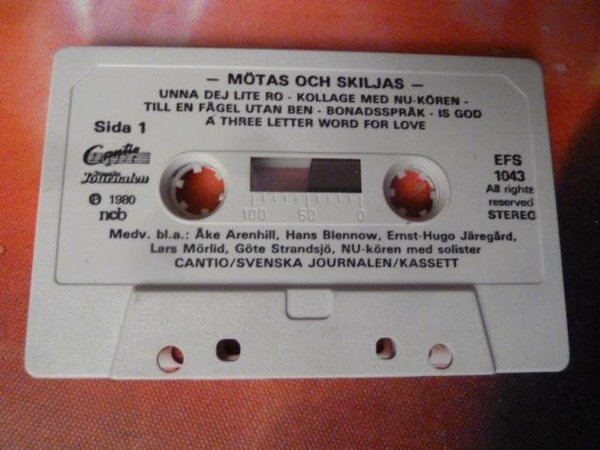 — MÖTAS OCH SKILJAS —
UNNA DEJ LITE RO - KOLLAGE MED NU-KÖREN -
TILL EN FÅGEL UTAN BEN - BONADSSPRÅK - IS GOD
A THREE LETTER WORD FOR LOVE
Sida 1
Cantio
Svenska
Journalen
℗ 1980
ncb
EFS
1043
All rights
reserved
STEREO
100 50 0
Medv. bl.a.: Åke Arenhill, Hans Blennow, Ernst-Hugo Järegård,
Lars Mörlid, Göte Strandsjö, NU-kören med solister
CANTIO/SVENSKA JOURNALEN/KASSETT